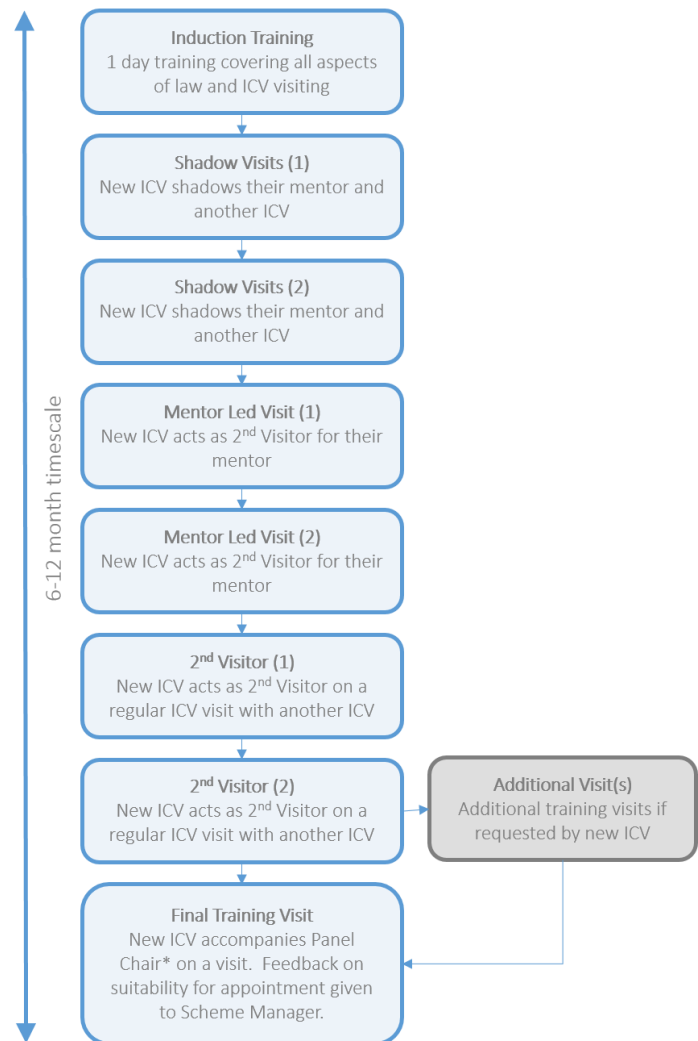 Induction Training
1 day training covering all aspects
of law and ICV visiting
Shadow Visits (1)
New ICV shadows their mentor and
another ICV
Shadow Visits (2)
New ICV shadows their mentor and
another ICV
6-12 month timescale
Mentor Led Visit (1)
New ICV acts as 2nd Visitor for their
mentor
Mentor Led Visit (2)
New ICV acts as 2nd Visitor for their
mentor
2nd Visitor (1)
New ICV acts as 2nd Visitor on a
regular ICV visit with another ICV
2nd Visitor (2)
New ICV acts as 2nd Visitor on a
regular ICV visit with another ICV
Additional Visit(s)
Additional training visits if
requested by new ICV
Final Training Visit
New ICV accompanies Panel
Chair* on a visit.  Feedback on
suitability for appointment given
to Scheme Manager.